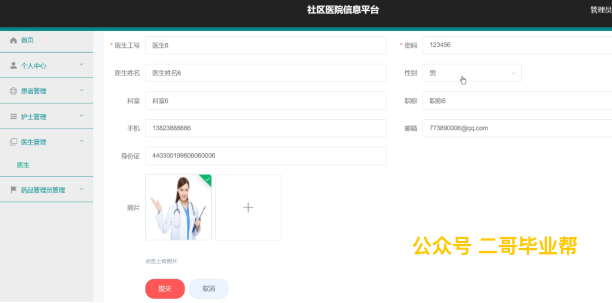 社区医院信息平台
管理员
首页
个人中心
患者管理
护士管理
医生管理
医生
药品管理员管理
* 医生工号 医生6
* 密码 123456
医生姓名 医生姓名6
性别 男
科室 科室6
职称 职称6
手机 13823888886
邮箱 773890006@qq.com
身份证 440300199806060006
照片
点击上传照片
提交 取消
公众号 二哥毕业帮